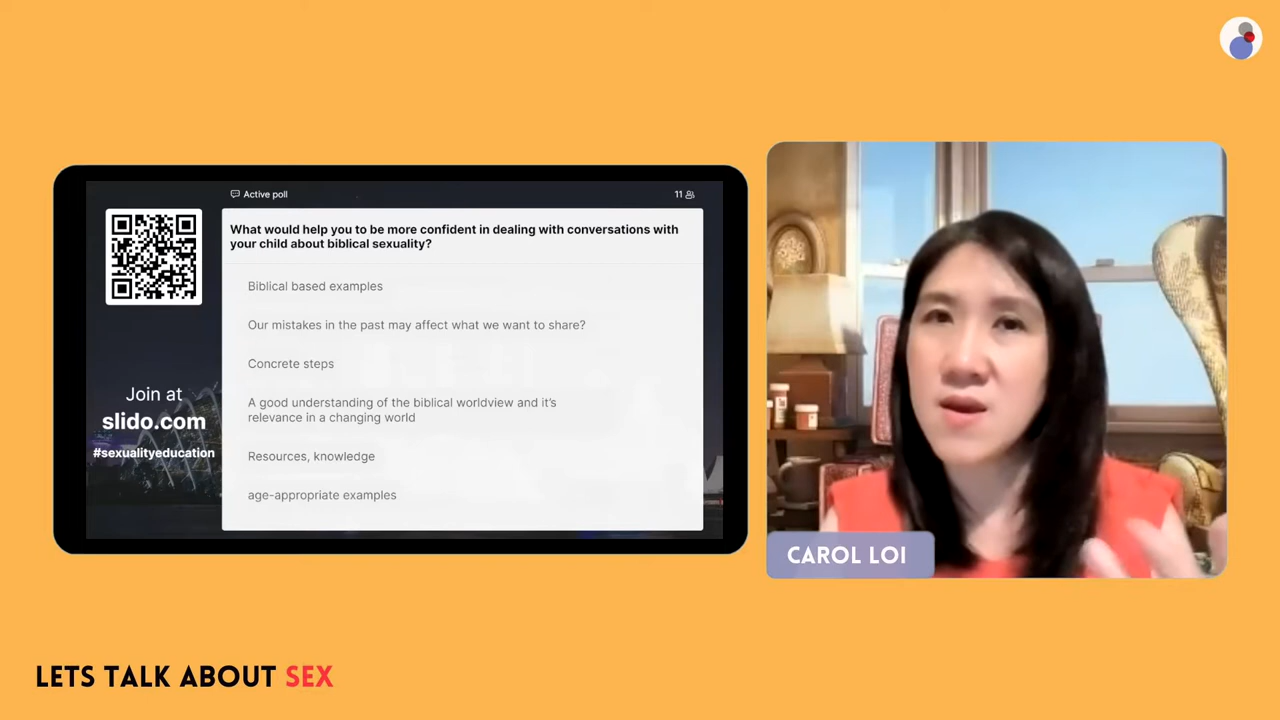 Active poll
11
What would help you to be more confident in dealing with conversations with
your child about biblical sexuality?
Biblical based examples
Our mistakes in the past may affect what we want to share?
Concrete steps
A good understanding of the biblical worldview and it's
relevance in a changing world
Resources, knowledge
age-appropriate examples
Join at
slido.com
#sexualityeducation
CAROL LOI
LETS TALK ABOUT SEX